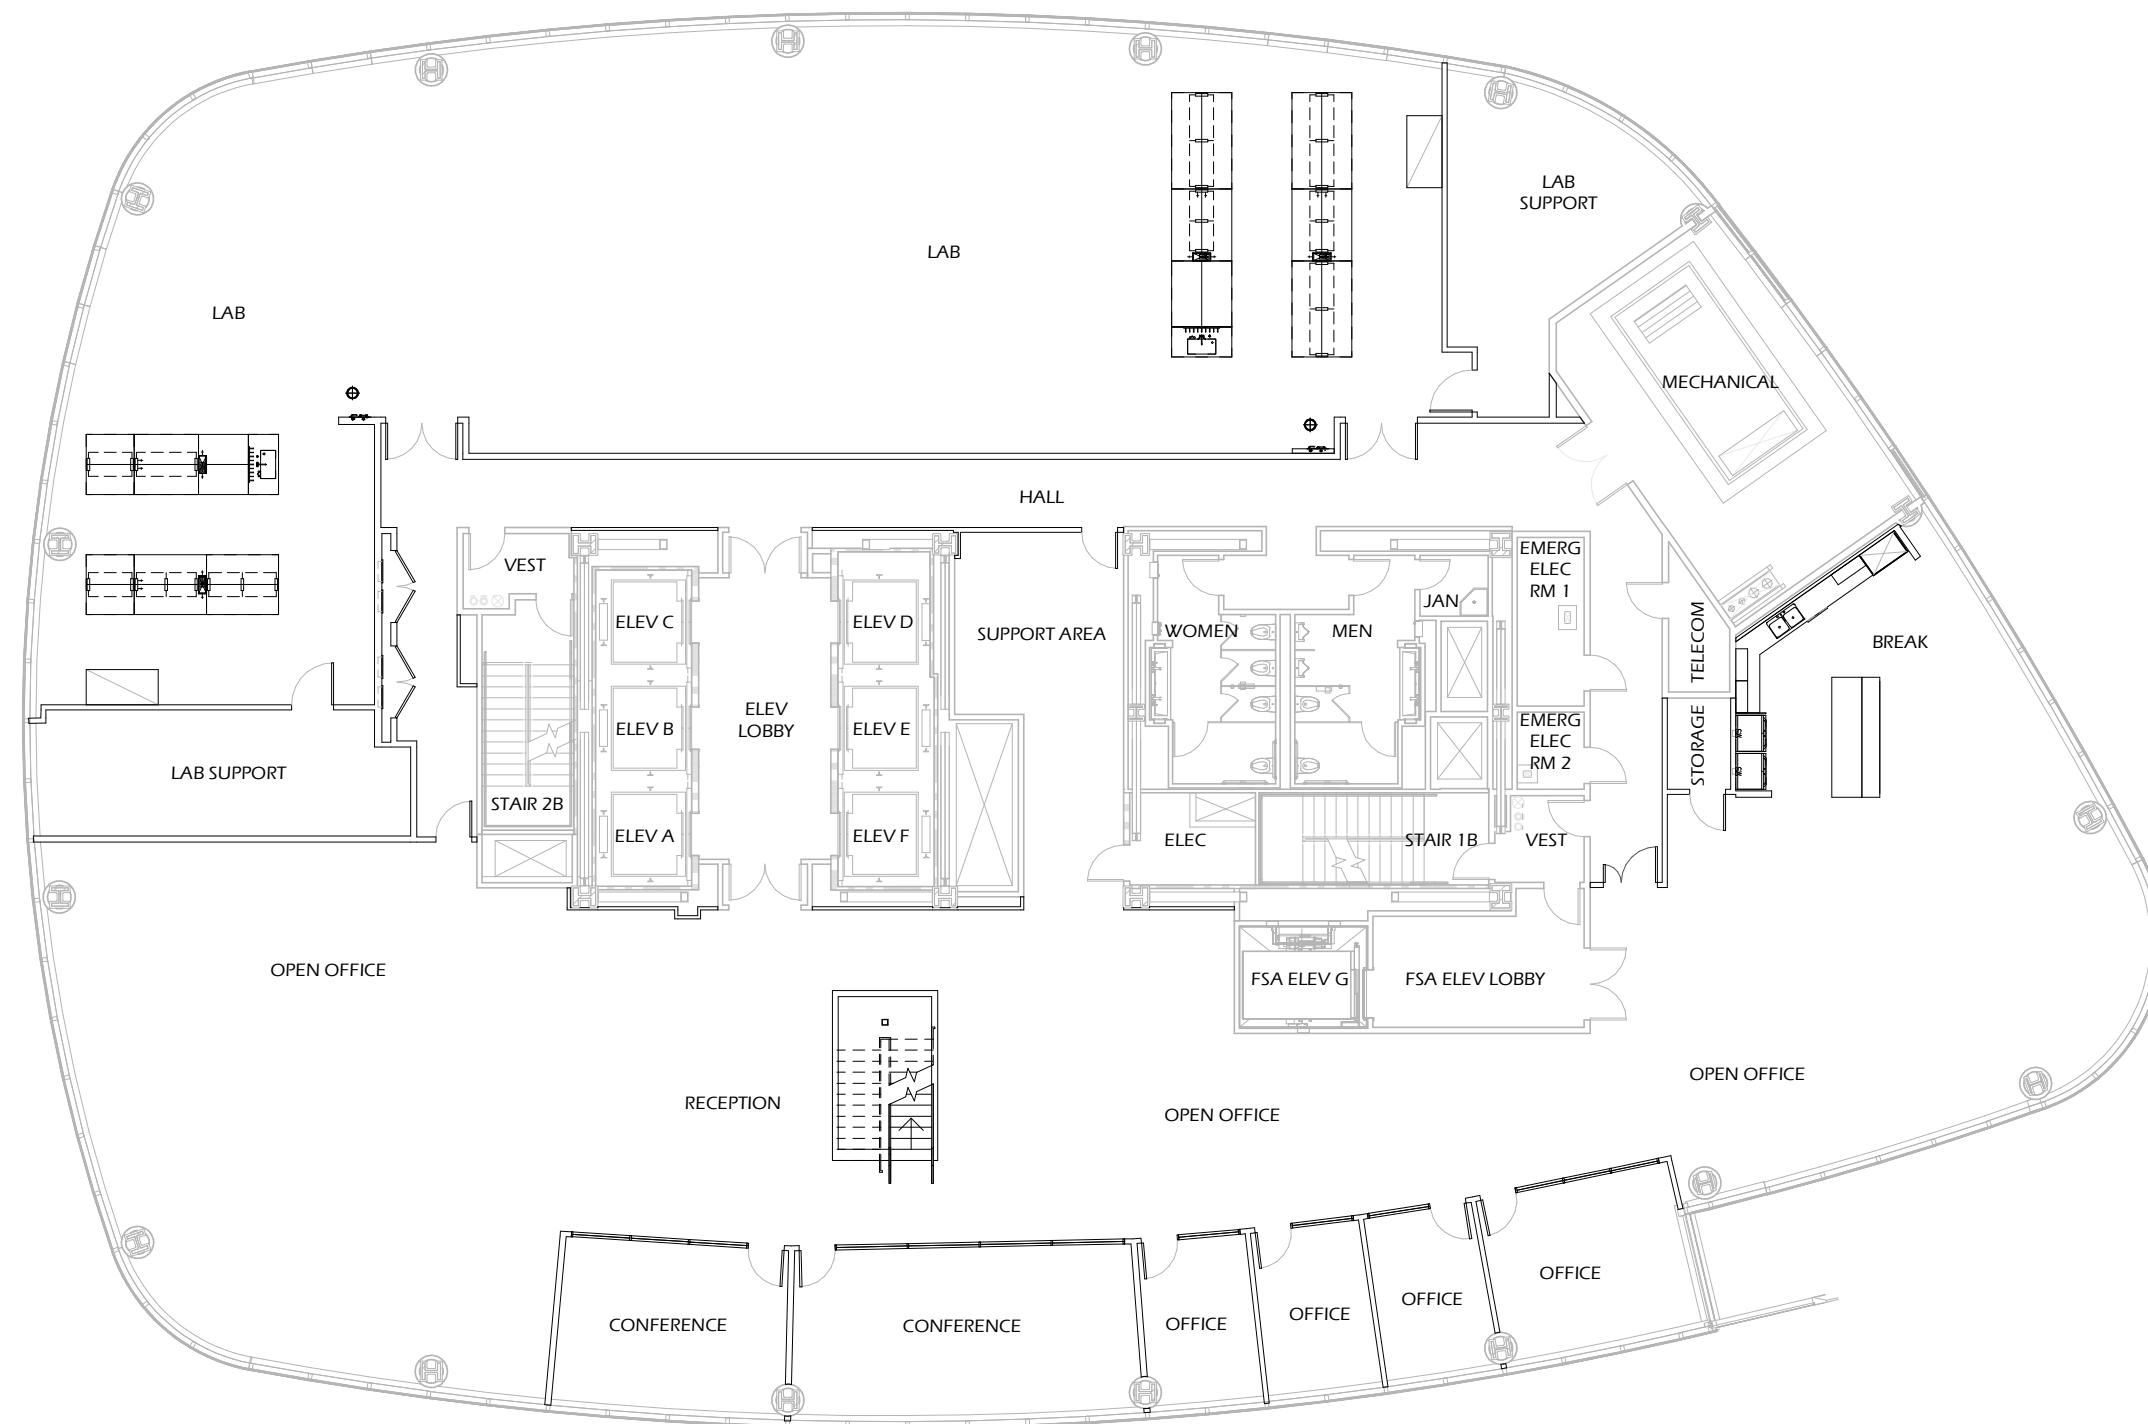 LAB
SUPPORT
LAB
LAB
MECHANICAL
HALL
EMERG
ELEC
RM 1
VEST
JAN
ELEV C
ELEV D
SUPPORT AREA
WOMEN
MEN
TELECOM
BREAK
ELEV
LOBBY
ELEV B
ELEV E
EMERG
ELEC
RM 2
STORAGE
LAB SUPPORT
STAIR 2B
ELEV A
ELEV F
ELEC
STAIR 1B
VEST
OPEN OFFICE
FSA ELEV G
FSA ELEV LOBBY
OPEN OFFICE
RECEPTION
OPEN OFFICE
OFFICE
OFFICE
OFFICE
OFFICE
CONFERENCE
CONFERENCE